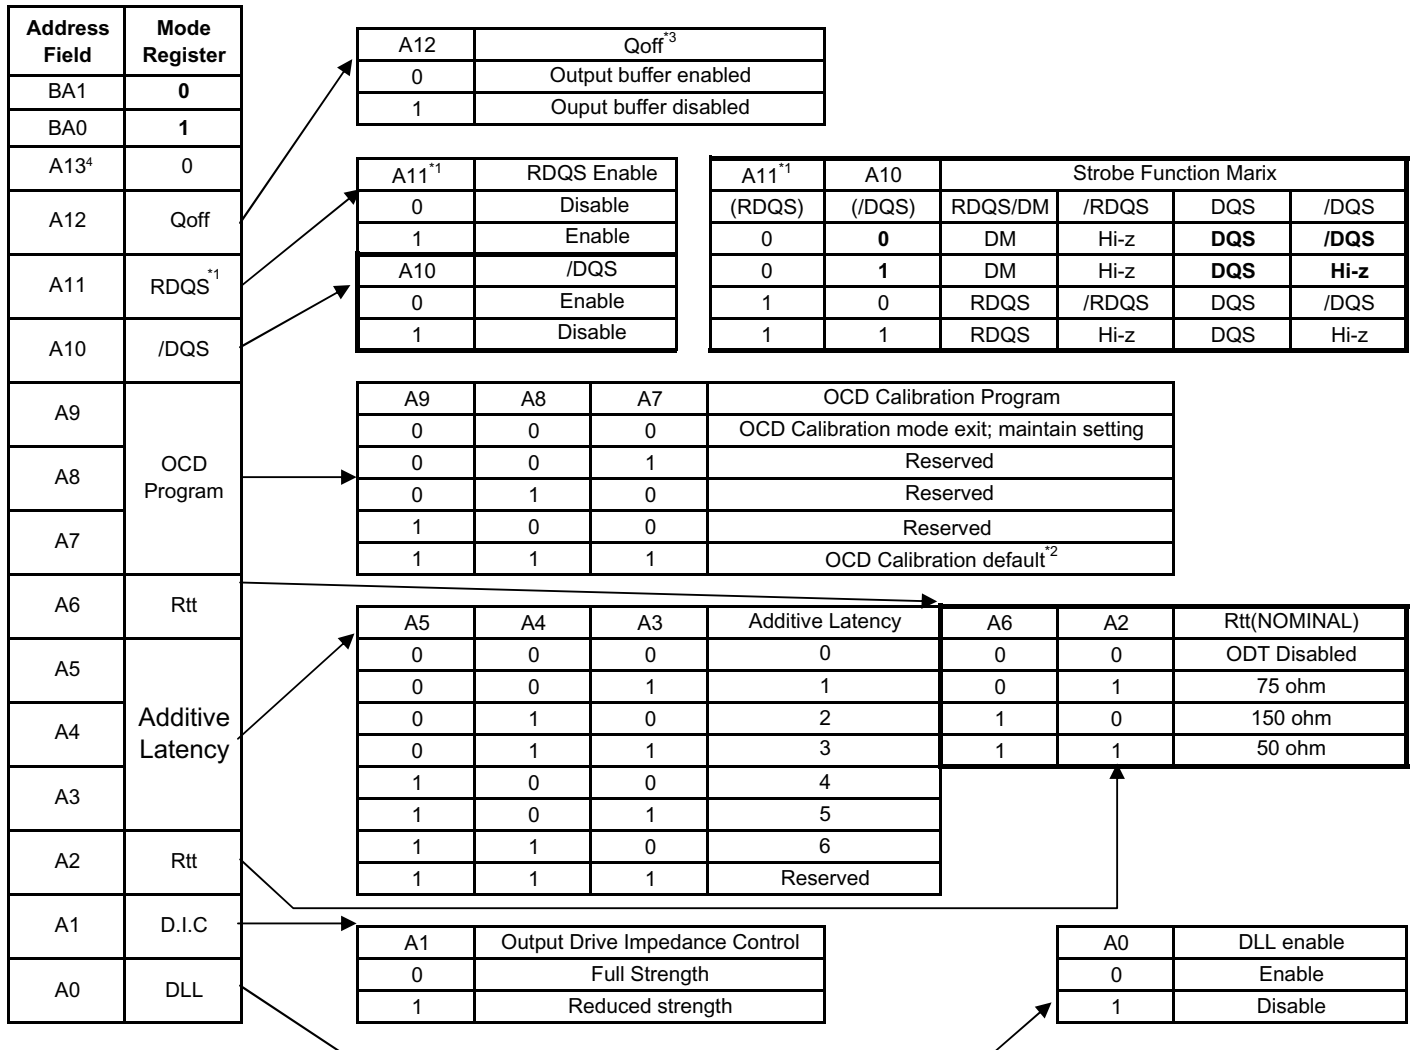 Address Field | Mode Register
BA1 | 0
BA0 | 1
A13⁴ | 0
A12 | Qoff
A11 | RDQS*1
A10 | /DQS
A9
A8 | OCD Program
A7
A6 | Rtt
A5
A4 | Additive Latency
A3
A2 | Rtt
A1 | D.I.C
A0 | DLL
A12 | Qoff*3
0 | Output buffer enabled
1 | Ouput buffer disabled
A11*1 | RDQS Enable
0 | Disable
1 | Enable
A10 | /DQS
0 | Enable
1 | Disable
A11*1 | A10 | Strobe Function Marix
(RDQS) | (/DQS) | RDQS/DM | /RDQS | DQS | /DQS
0 | 0 | DM | Hi-z | DQS | /DQS
0 | 1 | DM | Hi-z | DQS | Hi-z
1 | 0 | RDQS | /RDQS | DQS | /DQS
1 | 1 | RDQS | Hi-z | DQS | Hi-z
A9 | A8 | A7 | OCD Calibration Program
0 | 0 | 0 | OCD Calibration mode exit; maintain setting
0 | 0 | 1 | Reserved
0 | 1 | 0 | Reserved
1 | 0 | 0 | Reserved
1 | 1 | 1 | OCD Calibration default*2
A5 | A4 | A3 | Additive Latency
0 | 0 | 0 | 0
0 | 0 | 1 | 1
0 | 1 | 0 | 2
0 | 1 | 1 | 3
1 | 0 | 0 | 4
1 | 0 | 1 | 5
1 | 1 | 0 | 6
1 | 1 | 1 | Reserved
A6 | A2 | Rtt(NOMINAL)
0 | 0 | ODT Disabled
0 | 1 | 75 ohm
1 | 0 | 150 ohm
1 | 1 | 50 ohm
A1 | Output Drive Impedance Control
0 | Full Strength
1 | Reduced strength
A0 | DLL enable
0 | Enable
1 | Disable